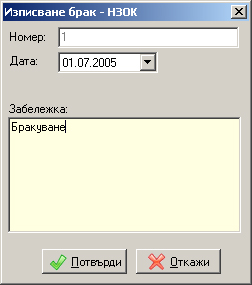 Изписване брак - НЗОК
Номер: 1
Дата: 01.07.2005
Забележка:
Бракуване
Потвърди Откажи